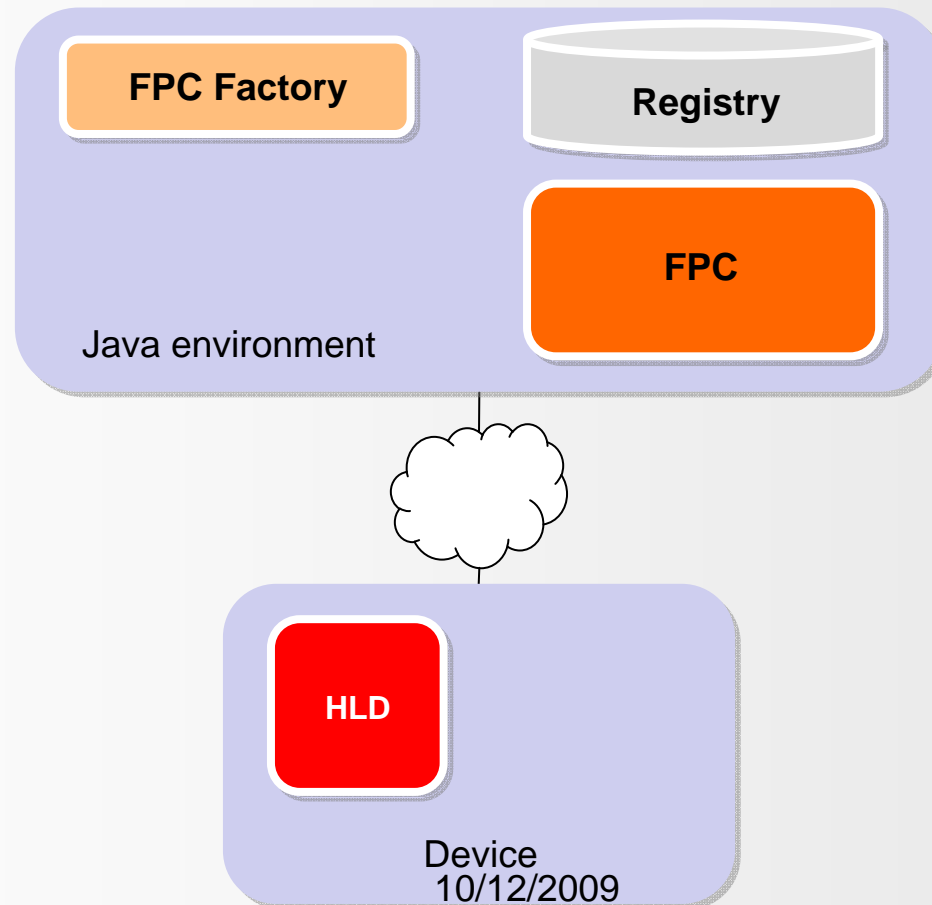 FPC Factory
Registry
FPC
Java environment
HLD
Device
10/12/2009